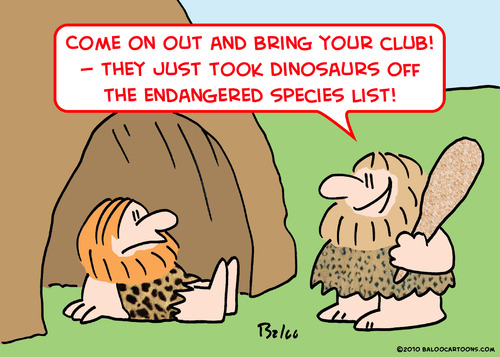 COME ON OUT AND BRING YOUR CLUB!
– THEY JUST TOOK DINOSAURS OFF
THE ENDANGERED SPECIES LIST!
Baloo
©2010 BALOOCARTOONS.COM